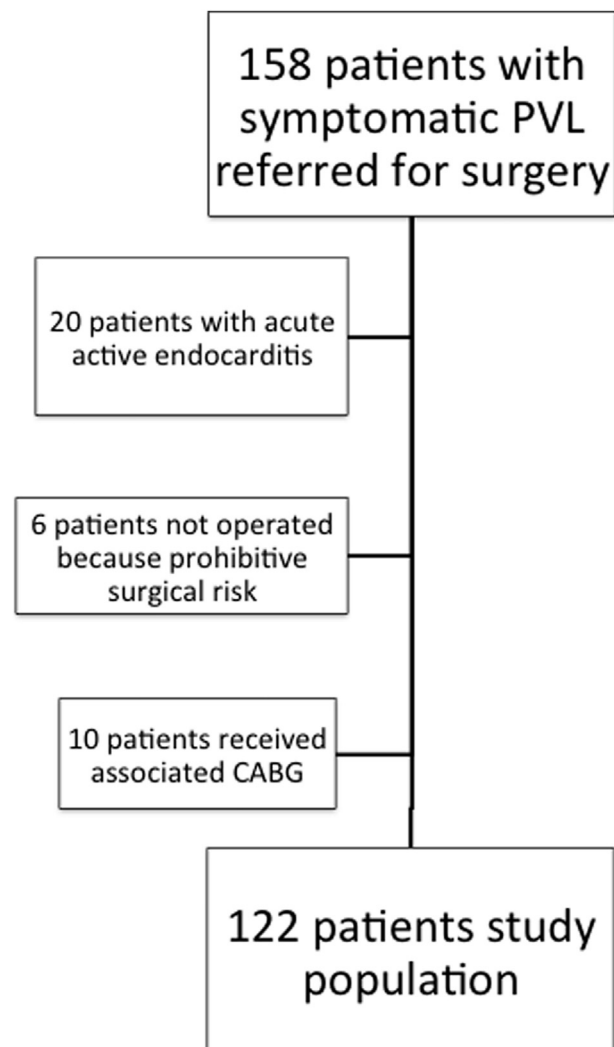 158 patients with
symptomatic PVL
referred for surgery
20 patients with acute
active endocarditis
6 patients not operated
because prohibitive
surgical risk
10 patients received
associated CABG
122 patients study
population